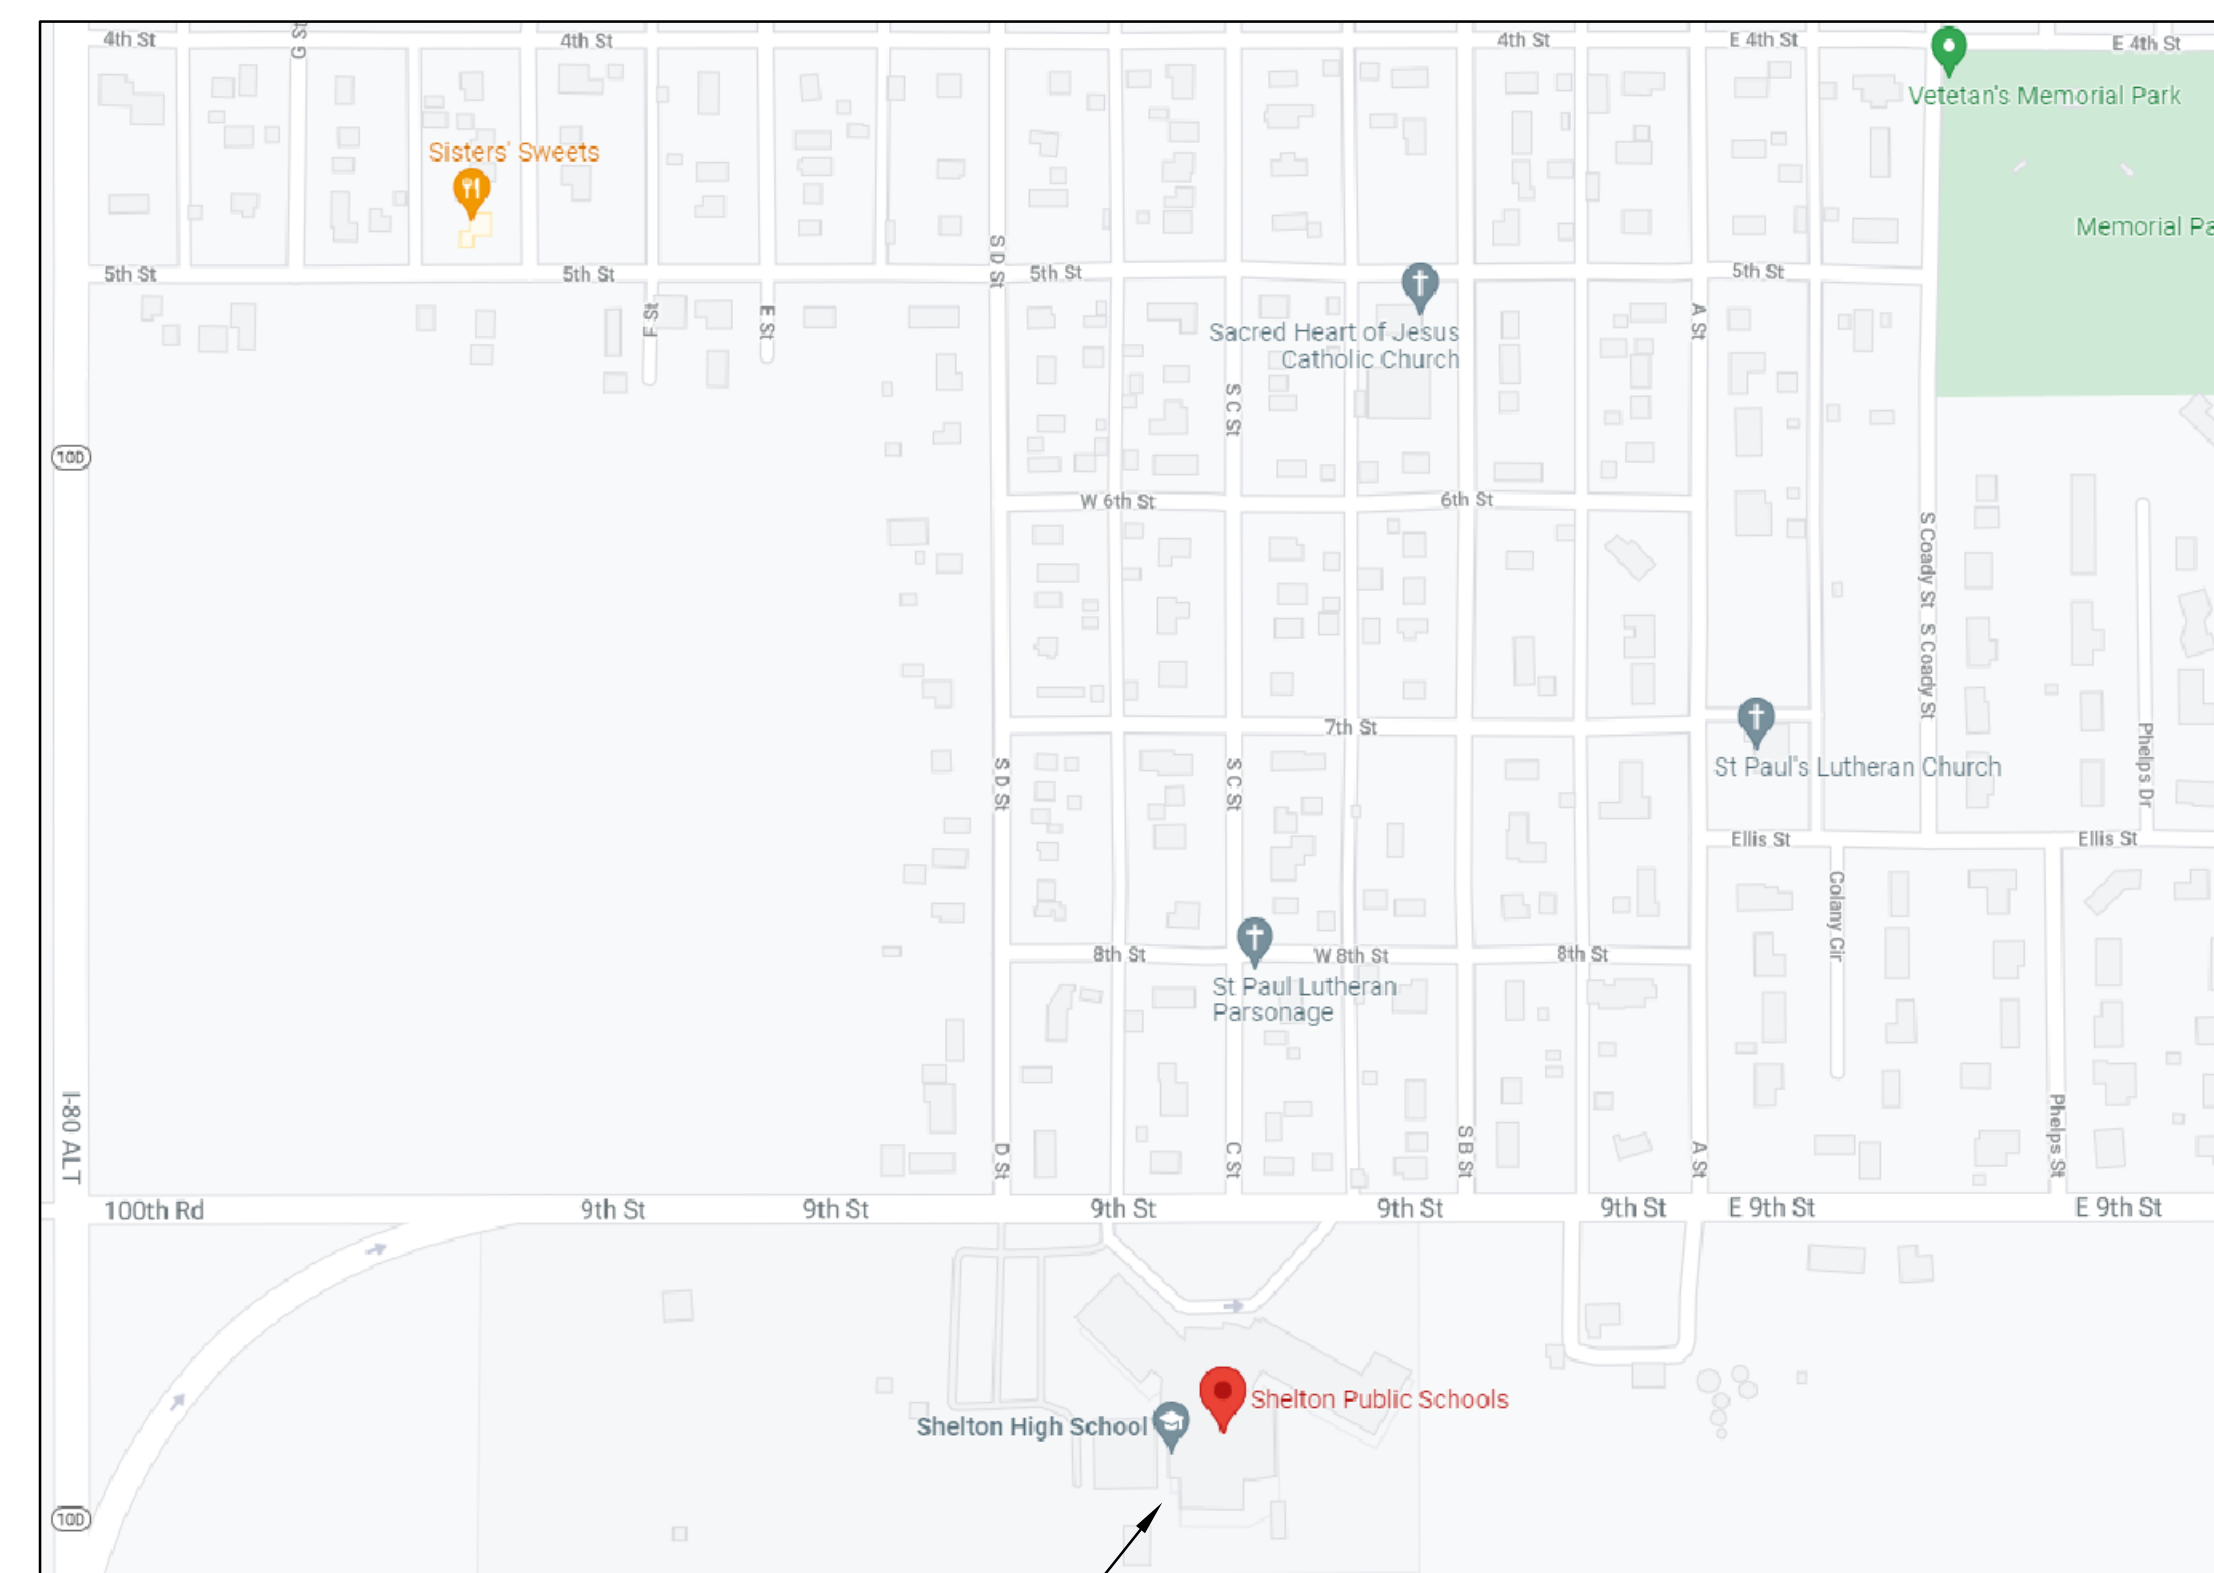 4th St
G St
4th St
4th St
E 4th St
E 4th St
Vetetan's Memorial Park
Sisters' Sweets
Memorial Pa
S D St
5th St
5th St
5th St
5th St
F St
E St
A St
Sacred Heart of Jesus
Catholic Church
S C St
100
W 6th St
6th St
S Coady St
S Coady St
7th St
Phelps Dr
St Paul's Lutheran Church
S D St
S C St
Ellis St
Ellis St
Colany Cir
8th St
W 8th St
8th St
St Paul Lutheran
Parsonage
I-80 ALT
D St
C St
S B St
A St
Phelps St
100th Rd
9th St
9th St
9th St
9th St
9th St
E 9th St
E 9th St
Shelton Public Schools
Shelton High School
100